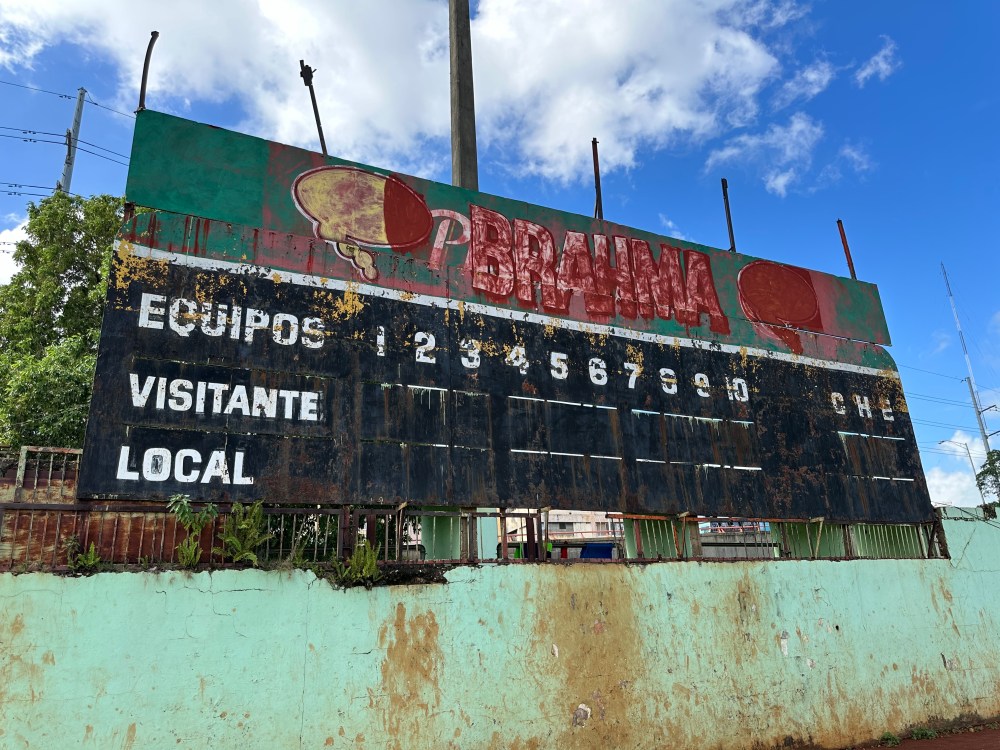 BRAHMA
EQUIPOS 1 2 3 4 5 6 7 8 9 10 C H E
VISITANTE
LOCAL